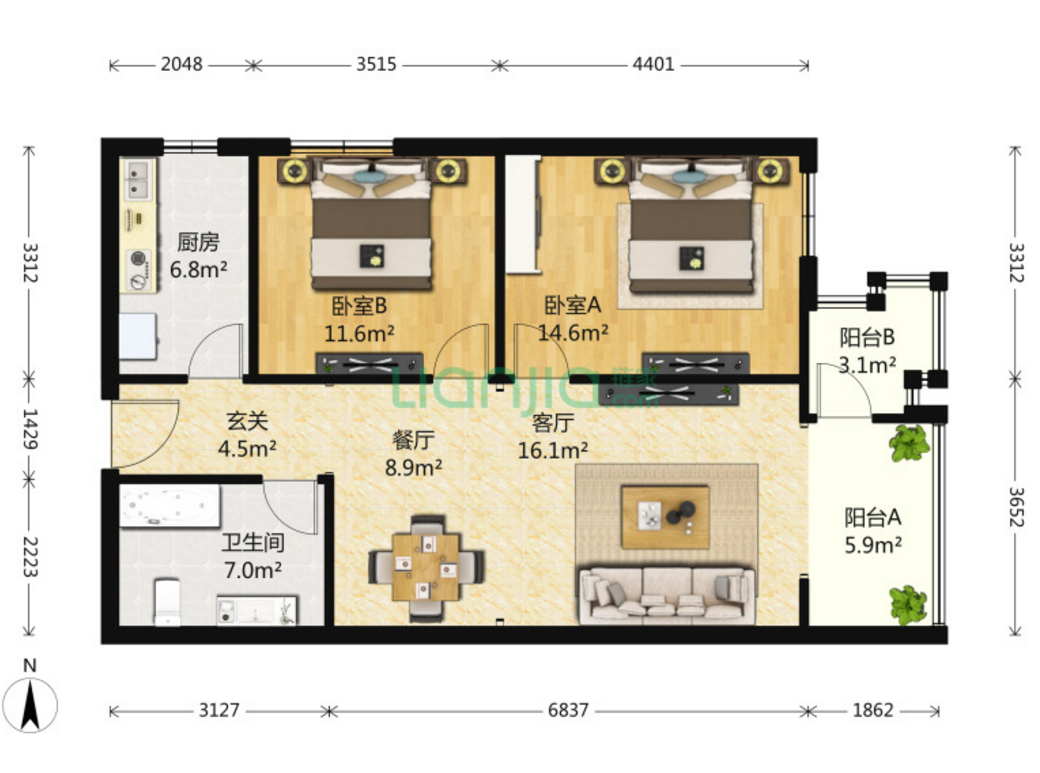 2048
3515
4401
3312
1429
2223
厨房
6.8m²
卧室B
11.6m²
卧室A
14.6m²
阳台B
3.1m²
3312
3652
lianjia 链家
.com
玄关
4.5m²
餐厅
8.9m²
客厅
16.1m²
卫生间
7.0m²
阳台A
5.9m²
N
3127
6837
1862